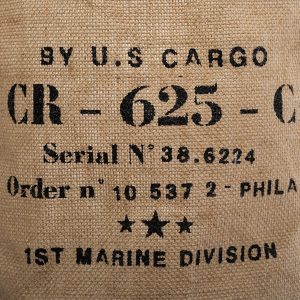 BY U.S CARGO
CR - 625 - C
Serial N° 38.6224
Order n° 10 537 2 - PHILA
★★★
1ST MARINE DIVISION